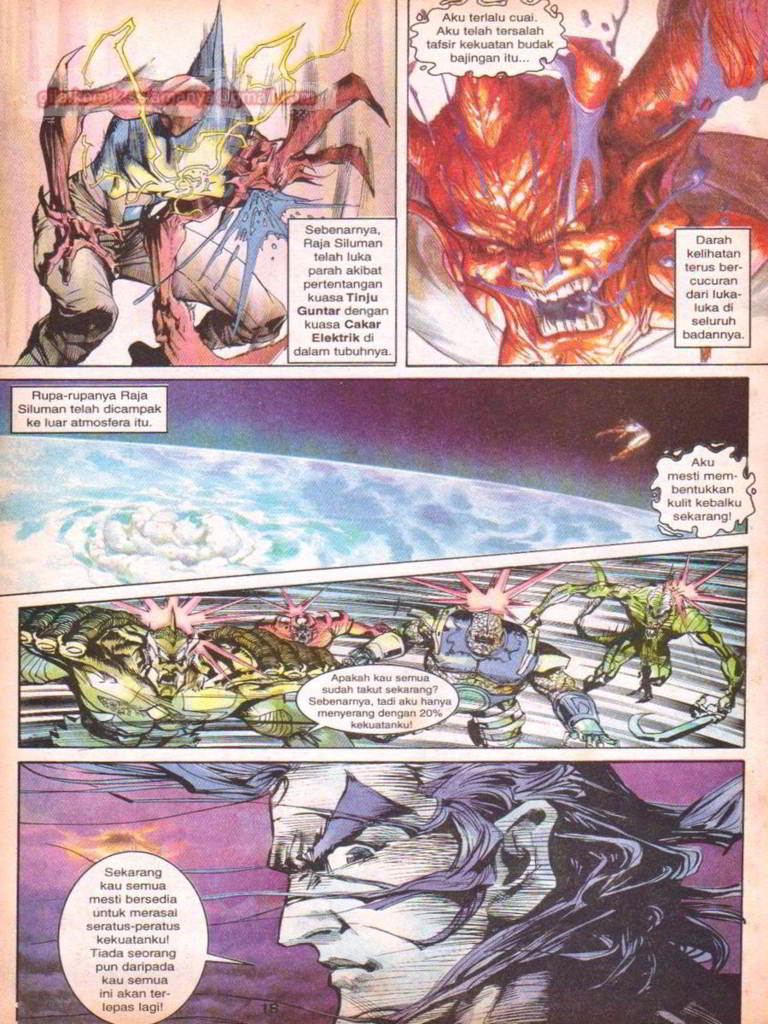 Sebenarnya,
Raja Siluman
telah luka
parah akibat
pertentangan
kuasa Tinju
Guntar dengan
kuasa Cakar
Elektrik di
dalam tubuhnya.
Aku terlalu cuai.
Aku telah tersalah
tafsir kekuatan budak
bajingan itu...
Darah
kelihatan
terus ber-
cucuran
dari luka-
luka di
seluruh
badannya.
Rupa-rupanya Raja
Siluman telah dicampak
ke luar atmosfera itu.
Aku
mesti mem-
bentukkan
kulit kebalku
sekarang!
Apakah kau semua
sudah takut sekarang?
Sebenarnya, tadi aku hanya
menyerang dengan 20%
kekuatanku!
Sekarang
kau semua
mesti bersedia
untuk merasai
seratus-peratus
kekuatanku!
Tiada seorang
pun daripada
kau semua
ini akan ter-
lepas lagi!
18